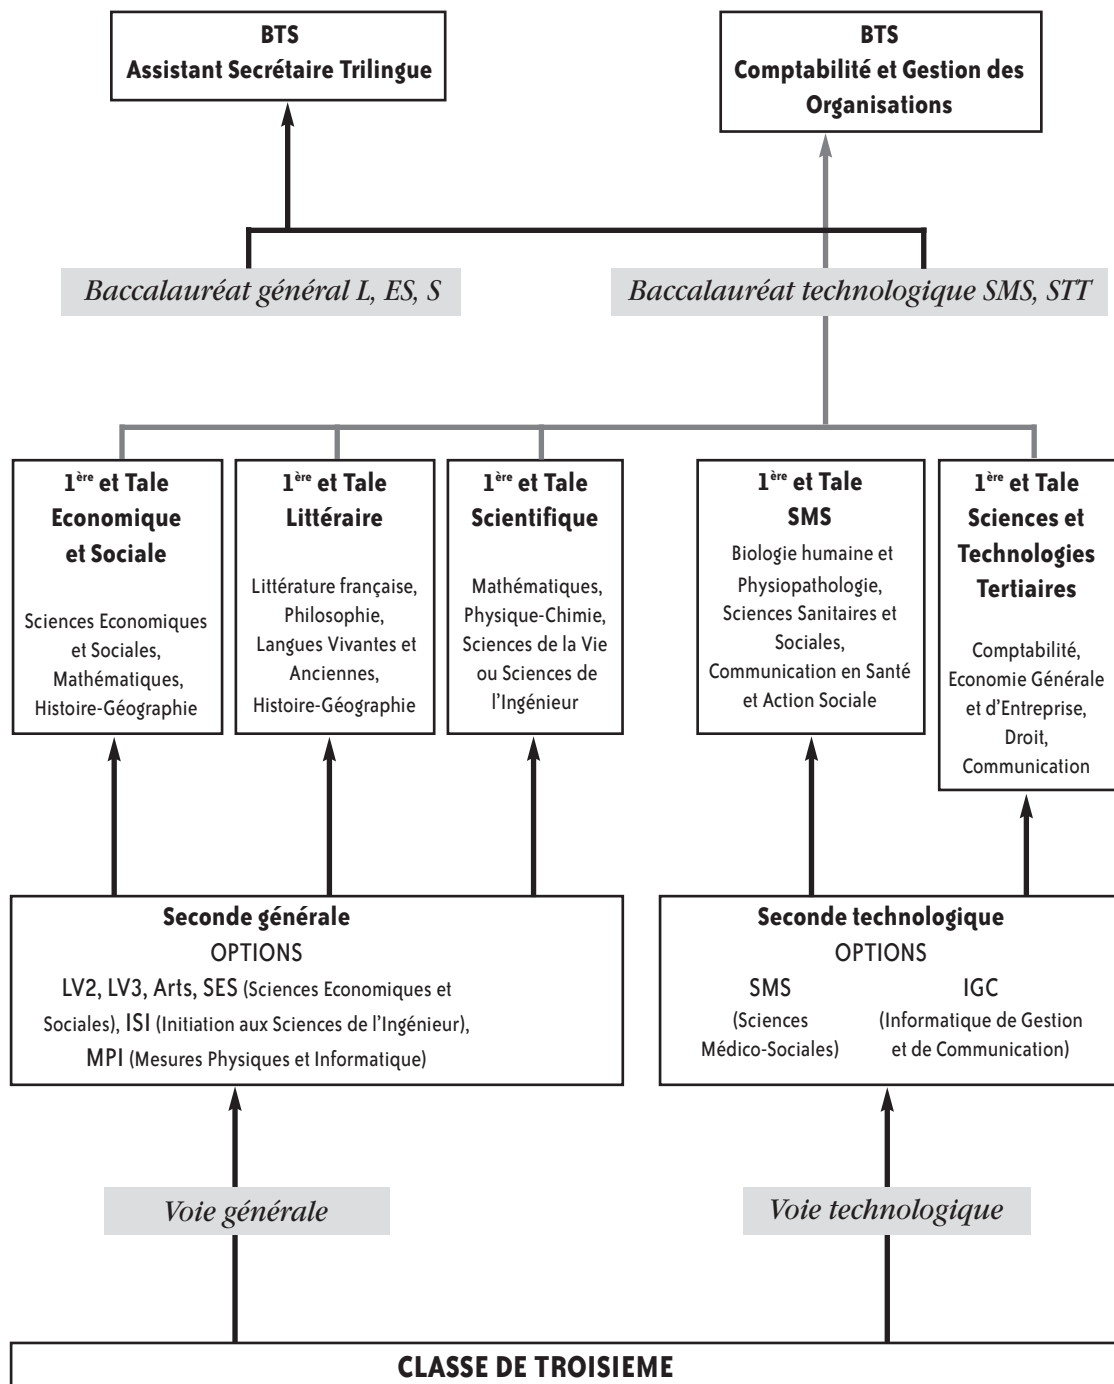 BTS
Assistant Secrétaire Trilingue
BTS
Comptabilité et Gestion des
Organisations
Baccalauréat général L, ES, S
Baccalauréat technologique SMS, STT
1ère et Tale
Economique
et Sociale
Sciences Economiques
et Sociales,
Mathématiques,
Histoire-Géographie
1ère et Tale
Littéraire
Littérature française,
Philosophie,
Langues Vivantes et
Anciennes,
Histoire-Géographie
1ère et Tale
Scientifique
Mathématiques,
Physique-Chimie,
Sciences de la Vie
ou Sciences de
l'Ingénieur
1ère et Tale
SMS
Biologie humaine et
Physiopathologie,
Sciences Sanitaires et
Sociales,
Communication en Santé
et Action Sociale
1ère et Tale
Sciences et
Technologies
Tertiaires
Comptabilité,
Economie Générale
et d'Entreprise,
Droit,
Communication
Seconde générale
OPTIONS
LV2, LV3, Arts, SES (Sciences Economiques et
Sociales), ISI (Initiation aux Sciences de l'Ingénieur),
MPI (Mesures Physiques et Informatique)
Seconde technologique
OPTIONS
SMS
(Sciences
Médico-Sociales)
IGC
(Informatique de Gestion
et de Communication)
Voie générale
Voie technologique
CLASSE DE TROISIEME